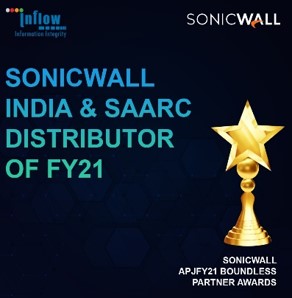 Inflow
Information Integrity
SONICWALL
SONICWALL
INDIA & SAARC
DISTRIBUTOR
OF FY21
SONICWALL
APJFY21 BOUNDLESS
PARTNER AWARDS